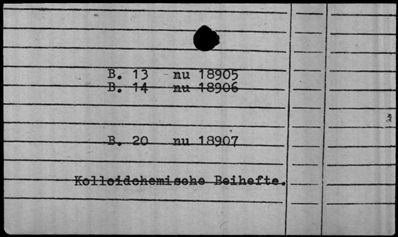 B. 13 nu 18905
B. 14 nu 18906
B. 20 nu 18907
Kolloidchemische Beihefte.